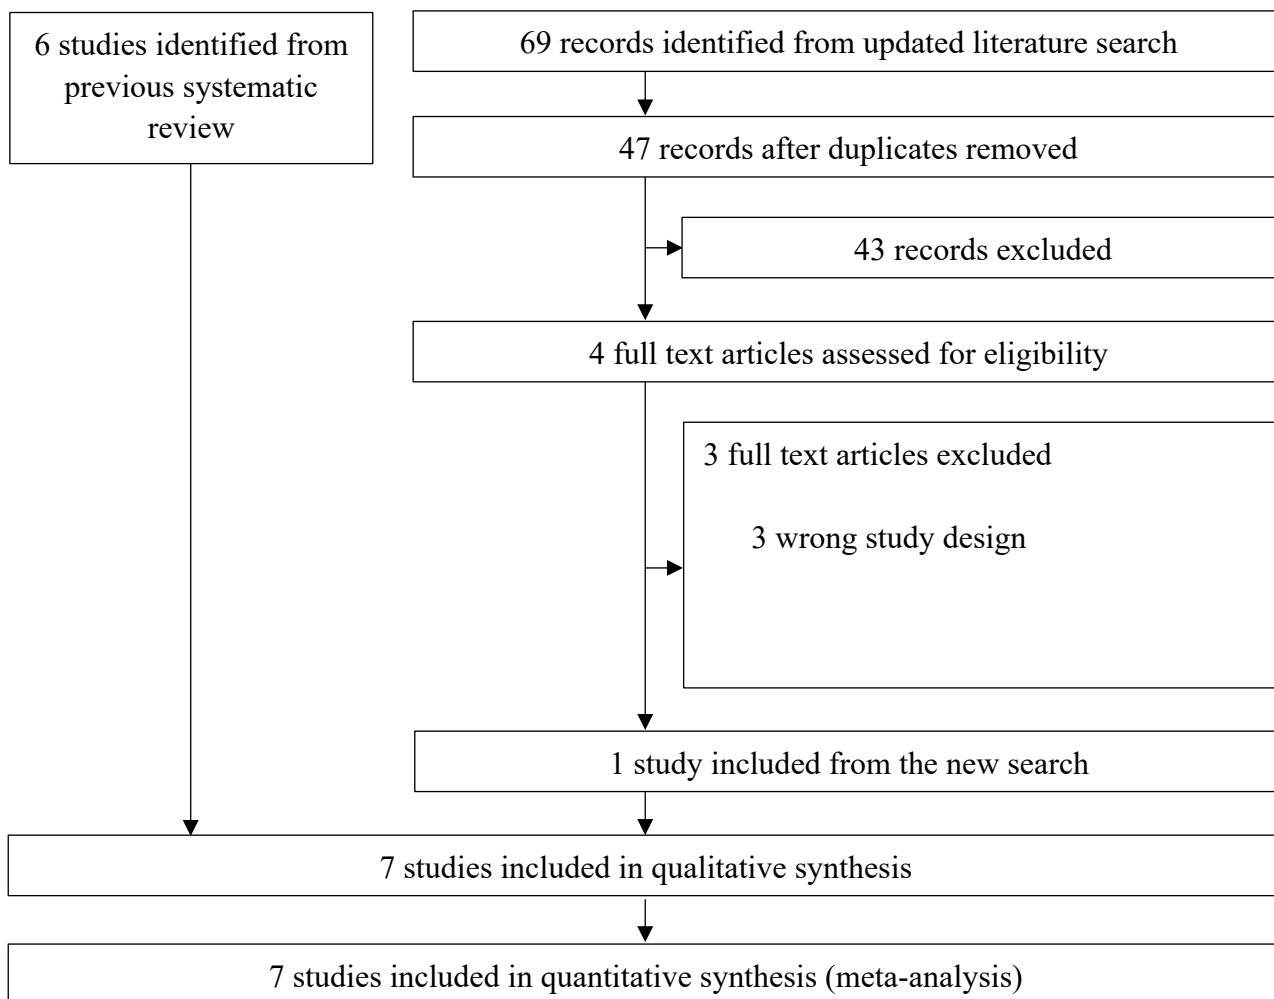 6 studies identified from
previous systematic
review
69 records identified from updated literature search
47 records after duplicates removed
43 records excluded
4 full text articles assessed for eligibility
3 full text articles excluded
3 wrong study design
1 study included from the new search
7 studies included in qualitative synthesis
7 studies included in quantitative synthesis (meta-analysis)